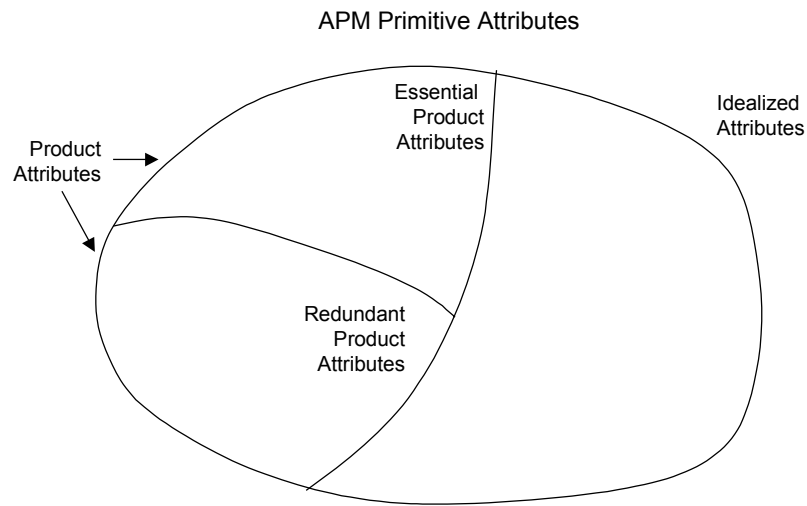 APM Primitive Attributes
Essential
Product
Attributes
Idealized
Attributes
Product
Attributes
Redundant
Product
Attributes